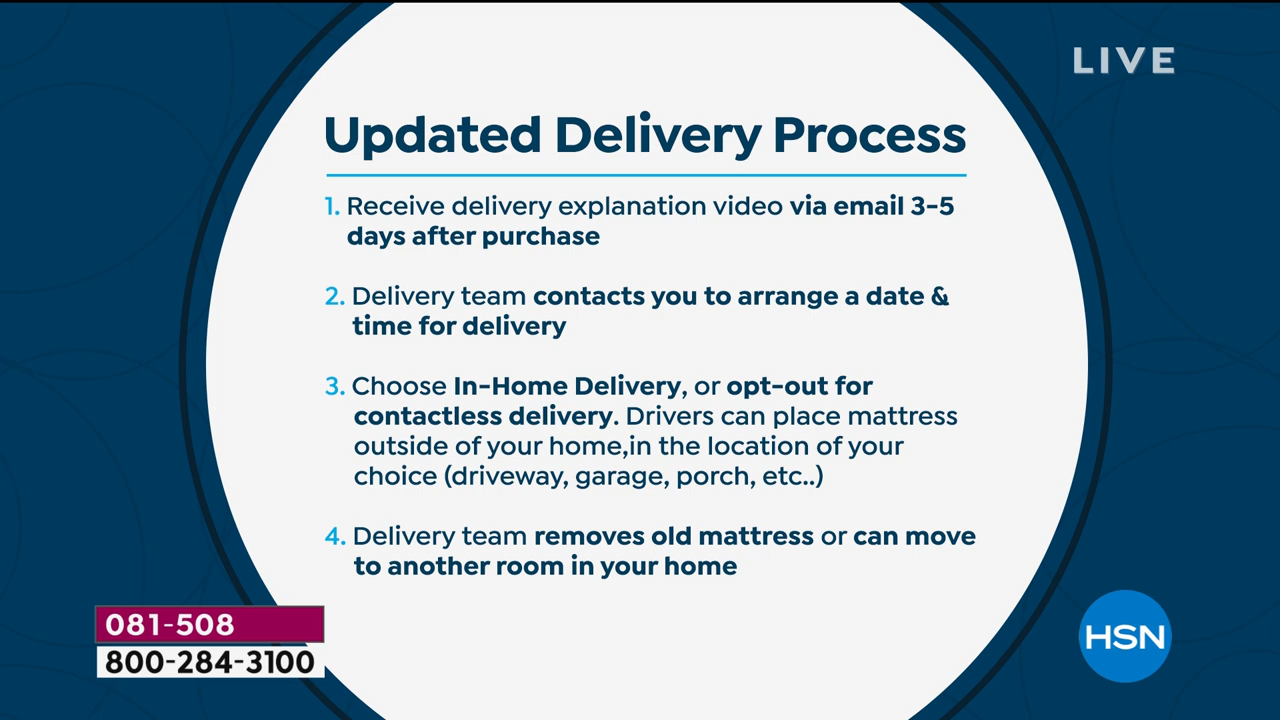 LIVE
Updated Delivery Process
1. Receive delivery explanation video via email 3-5
days after purchase
2. Delivery team contacts you to arrange a date &
time for delivery
3. Choose In-Home Delivery, or opt-out for
contactless delivery. Drivers can place mattress
outside of your home,in the location of your
choice (driveway, garage, porch, etc..)
4. Delivery team removes old mattress or can move
to another room in your home
081-508
800-284-3100
HSN